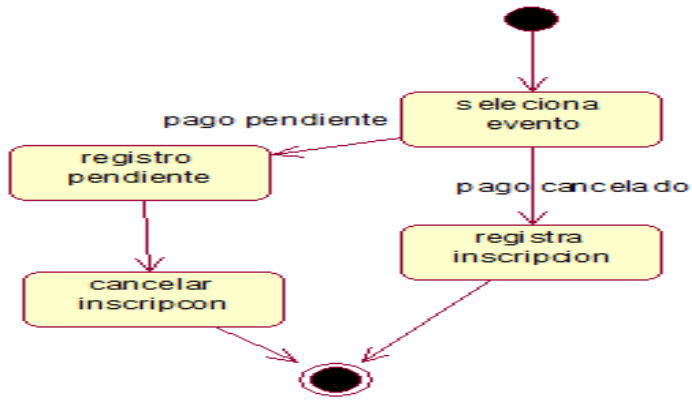 seleciona
evento
pago pendiente
registro
pendiente
pago cancelado
registra
inscripcion
cancelar
inscripcon